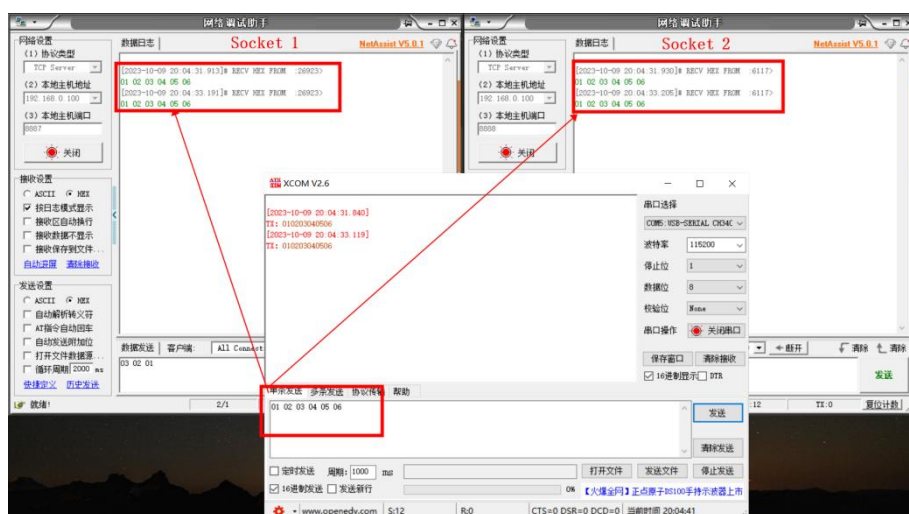 网络调试助手
网络设置
(1) 协议类型
TCP Server
(2) 本地主机地址
192.168.0.100
(3) 本地主机端口
8887
关闭
接收设置
ASCII HEX
按日志模式显示
接收区自动换行
接收数据不显示
接收保存到文件...
自动滚屏 清除接收
发送设置
ASCII HEX
自动解析转义符
AT指令自动回车
自动发送附加位
打开文件数据源...
循环周期 2000 ms
快捷定义 历史发送
就绪!
2/1
数据日志
Socket 1
NetAssist V5.0.1
[2023-10-09 20:04:31.913]# RECV HEX FROM :26923>
01 02 03 04 05 06
[2023-10-09 20:04:33.191]# RECV HEX FROM :26923>
01 02 03 04 05 06
数据发送 客户端: All Connect
03 02 01
网络调试助手
网络设置
(1) 协议类型
TCP Server
(2) 本地主机地址
192.168.0.100
(3) 本地主机端口
8888
关闭
数据日志
Socket 2
NetAssist V5.0.1
[2023-10-09 20:04:31.930]# RECV HEX FROM :6117>
01 02 03 04 05 06
[2023-10-09 20:04:33.205]# RECV HEX FROM :6117>
01 02 03 04 05 06
断开 清除 清除
发送
:12 TX:0 复位计数
XCOM V2.6
[2023-10-09 20:04:31.840]
TX: 010203040506
[2023-10-09 20:04:33.119]
TX: 010203040506
串口选择
COM5:USB-SERIAL CH34C
波特率 115200
停止位 1
数据位 8
校验位 None
串口操作 关闭串口
保存窗口 清除接收
16进制显示 DTR
单条发送 多条发送 协议传输 帮助
01 02 03 04 05 06
发送
清除发送
定时发送 周期: 1000 ms 打开文件 发送文件 停止发送
16进制发送 发送新行 0% 【火爆全网】正点原子DS100手持示波器上市
www.openedv.com S:12 R:0 CTS=0 DSR=0 DCD=0 当前时间 20:04:41